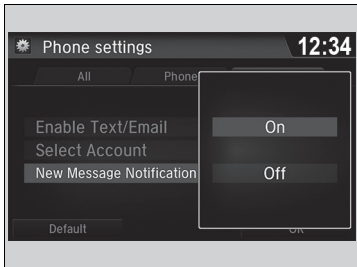 Phone settings
12:34
All
Phone
Enable Text/Email
On
Select Account
New Message Notification
Off
Default